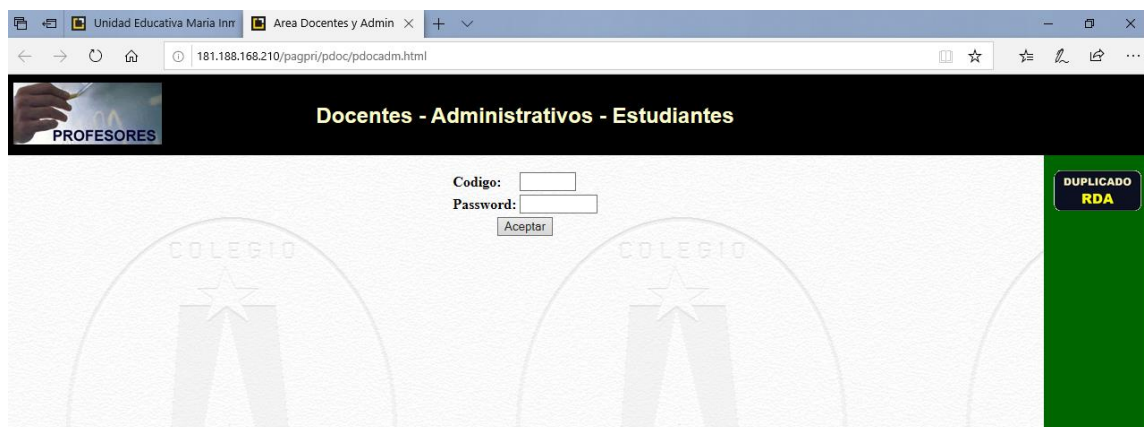 Unidad Educativa Maria Inm
Area Docentes y Admin
181.188.168.210/pagpri/pdoc/pdocadm.html
PROFESORES
Docentes - Administrativos - Estudiantes
Codigo:
Password:
Aceptar
DUPLICADO
RDA
COLEGIO
COLEGIO